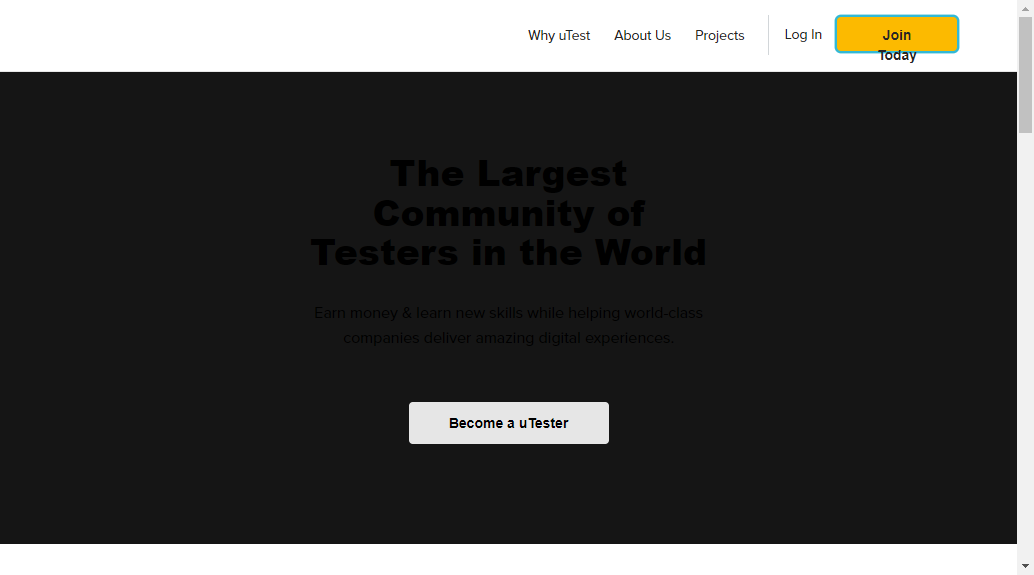 Why uTest About Us Projects Log In Join
Today
The Largest
Community of
Testers in the World
Earn money & learn new skills while helping world-class
companies deliver amazing digital experiences.
Become a uTester